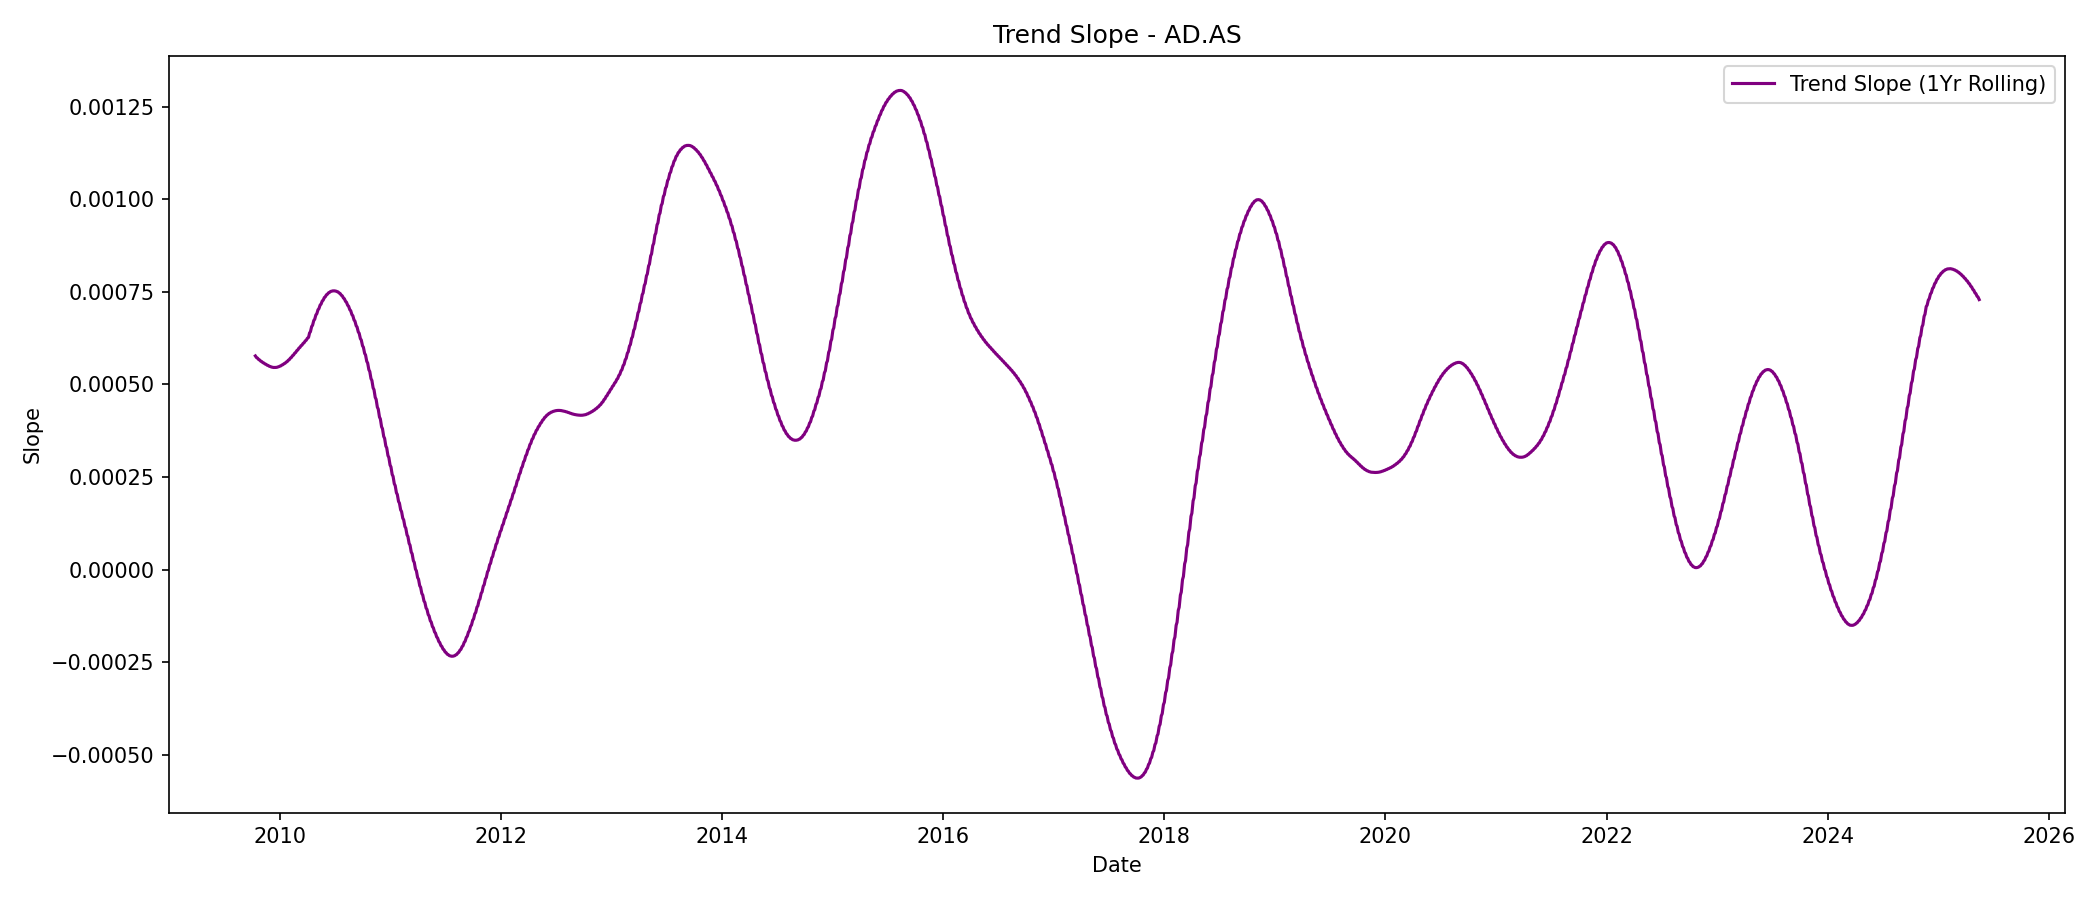 Trend Slope - AD.AS
Trend Slope (1Yr Rolling)
0.00125
0.00100
0.00075
0.00050
0.00025
0.00000
−0.00025
−0.00050
Slope
2010 2012 2014 2016 2018 2020 2022 2024 2026
Date